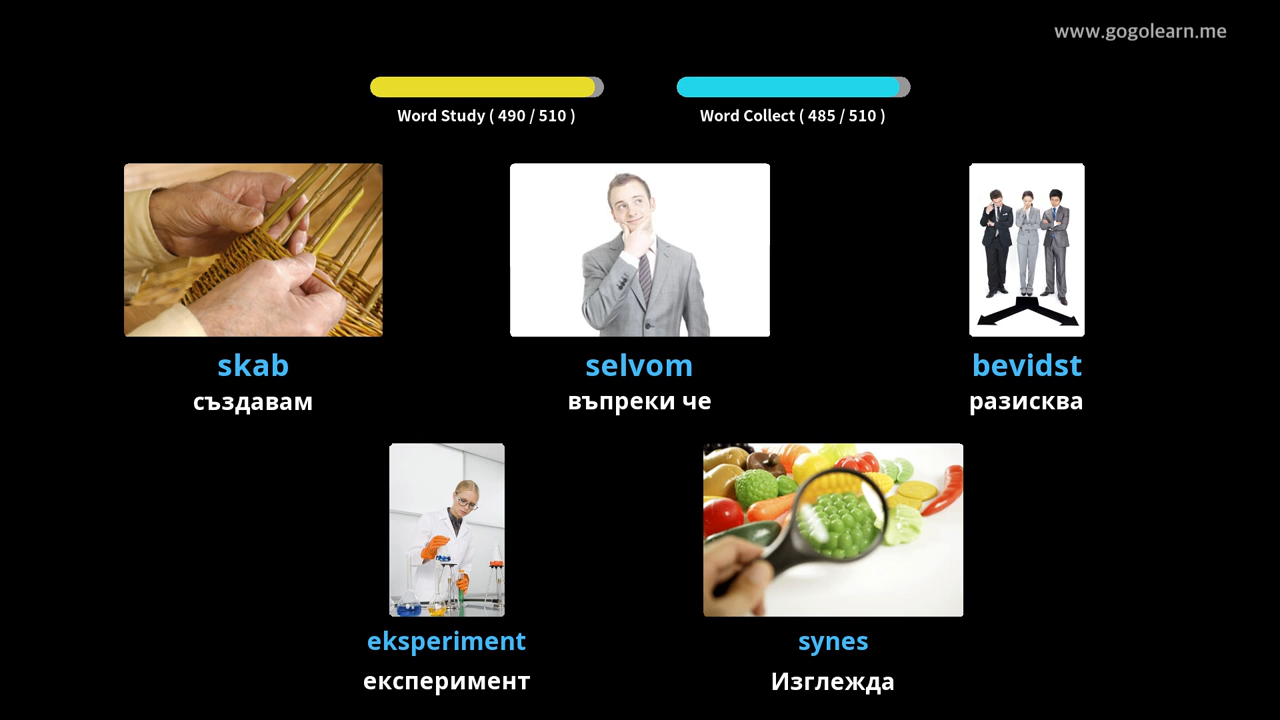 www.gogolearn.me
Word Study ( 490 / 510 )
Word Collect ( 485 / 510 )
skab
selvom
bevidst
създавам
въпреки че
разисква
eksperiment
synes
експеримент
Изглежда